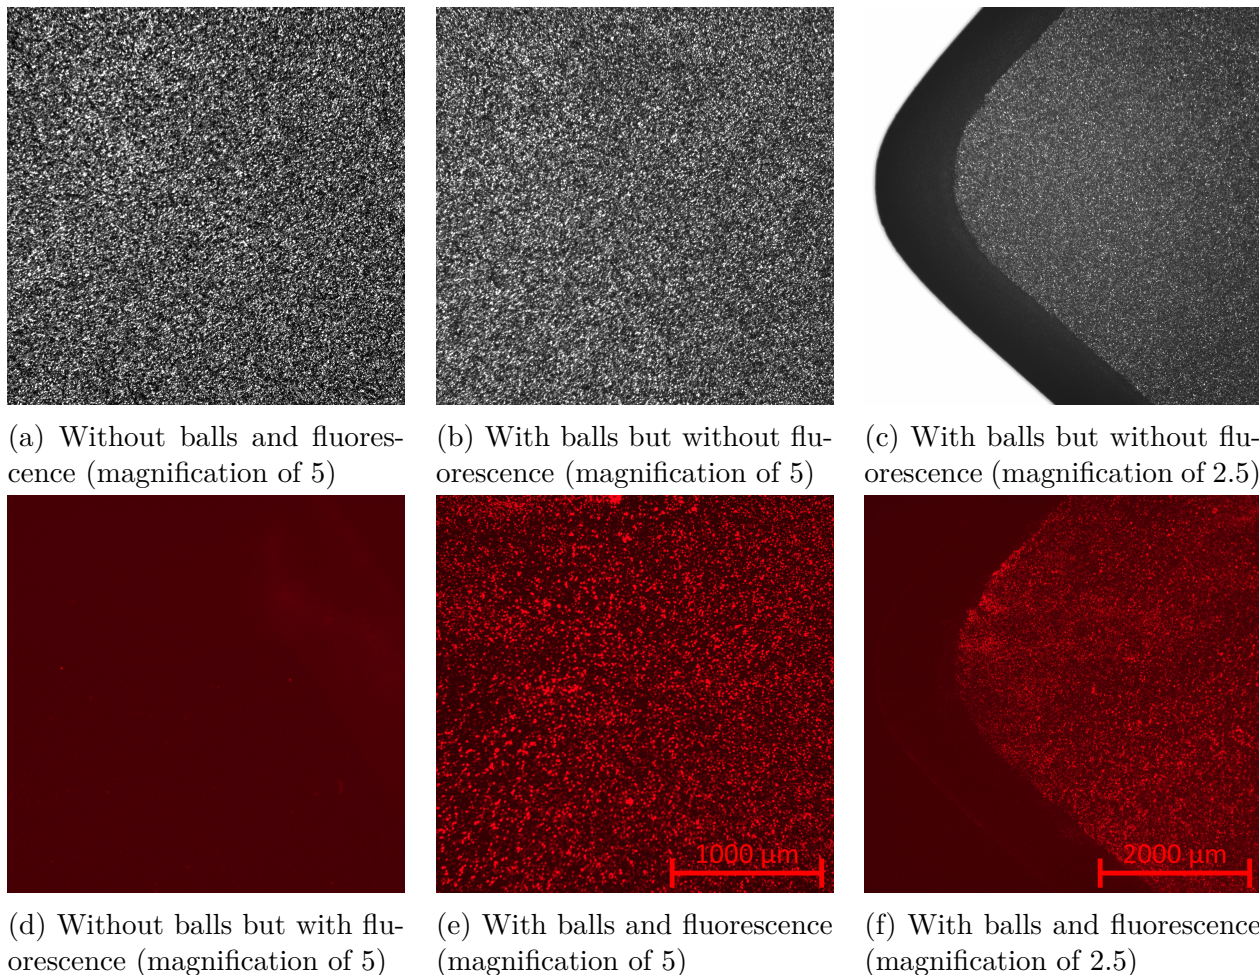 (a) Without balls and fluores-
cence (magnification of 5)
(b) With balls but without flu-
orescence (magnification of 5)
(c) With balls but without flu-
orescence (magnification of 2.5)
1000 µm
2000 µm
(d) Without balls but with flu-
orescence (magnification of 5)
(e) With balls and fluorescence
(magnification of 5)
(f) With balls and fluorescence
(magnification of 2.5)